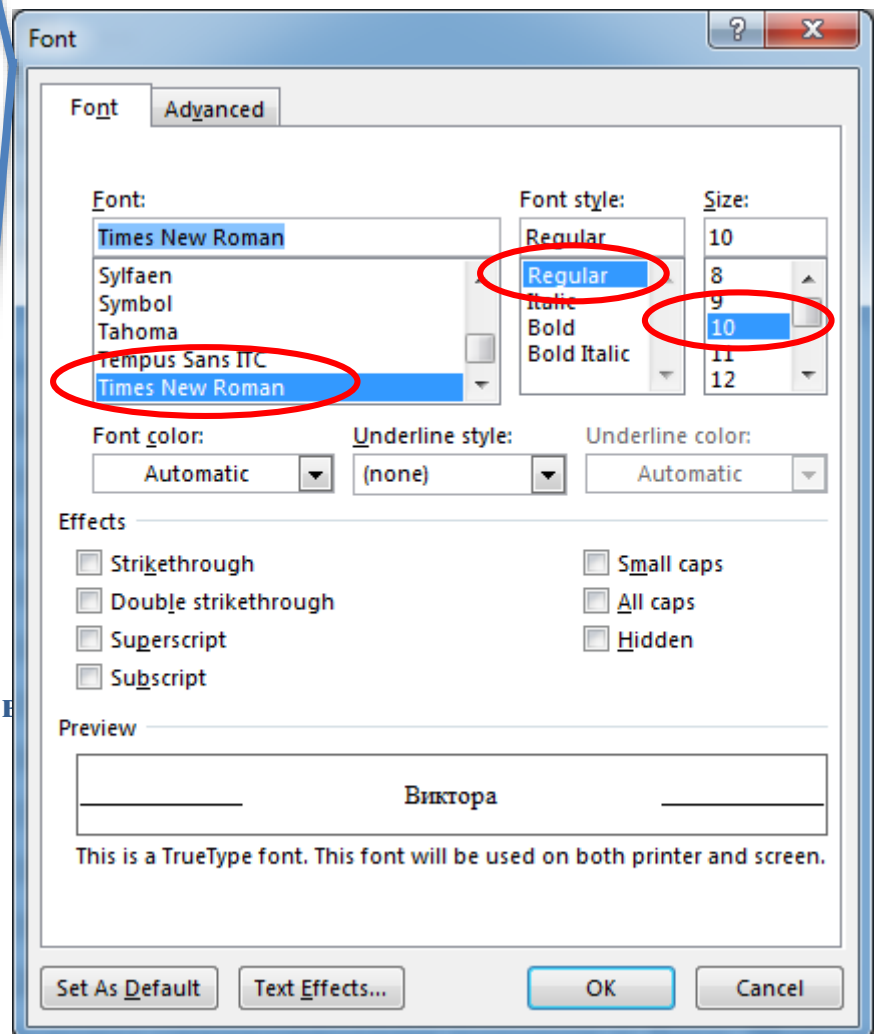 Font
Font Advanced
Font: Font style: Size:
Times New Roman Regular 10
Sylfaen Regular 8
Symbol Italic 9
Tahoma Bold 10
Tempus Sans ITC Bold Italic 11
Times New Roman 12
Font color: Underline style: Underline color:
Automatic (none) Automatic
Effects
Strikethrough Small caps
Double strikethrough All caps
Superscript Hidden
Subscript
Preview
Виктора
This is a TrueType font. This font will be used on both printer and screen.
Set As Default Text Effects... OK Cancel